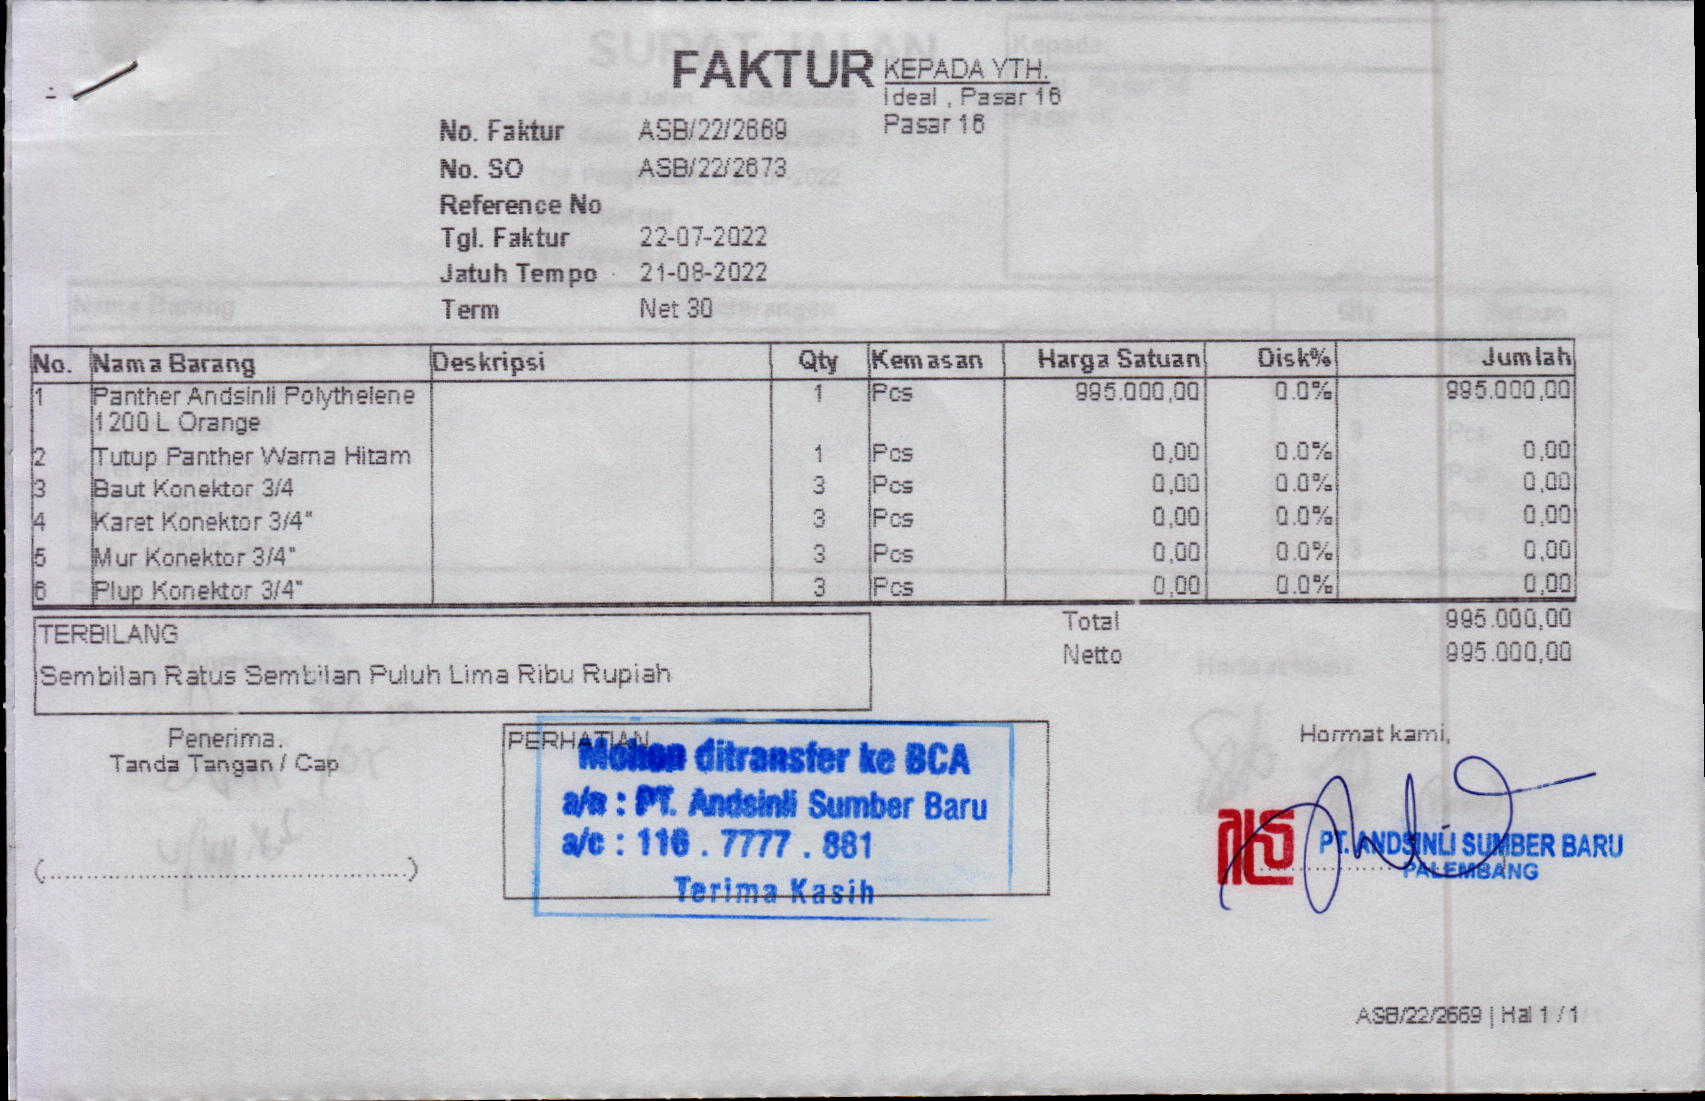 FAKTUR
KEPADA YTH.
Ideal , Pasar 16
Pasar 16
No. Faktur ASB/22/2669
No. SO ASB/22/2673
Reference No
Tgl. Faktur 22-07-2022
Jatuh Tempo 21-08-2022
Term Net 30
No. Nama Barang Deskripsi Qty Kemasan Harga Satuan Disk% Jumlah
1 Panther Andsinli Polythelene 1 Pcs 995.000,00 0.0% 995.000,00
1200 L Orange
2 Tutup Panther Warna Hitam 1 Pcs 0,00 0.0% 0,00
3 Baut Konektor 3/4 3 Pcs 0,00 0.0% 0,00
4 Karet Konektor 3/4" 3 Pcs 0,00 0.0% 0,00
5 Mur Konektor 3/4" 3 Pcs 0,00 0.0% 0,00
6 Plup Konektor 3/4" 3 Pcs 0,00 0.0% 0,00
Total 995.000,00
Netto 995.000,00
TERBILANG
Sembilan Ratus Sembilan Puluh Lima Ribu Rupiah
Penerima.
Tanda Tangan / Cap
(..................................................)
PERHATIAN
Mohon ditransfer ke BCA
a/n : PT. Andsinli Sumber Baru
a/c : 116 . 7777 . 881
Terima Kasih
Hormat kami,
PT. ANDSINLI SUMBER BARU
PALEMBANG
ASB/22/2669 | Hal 1 / 1